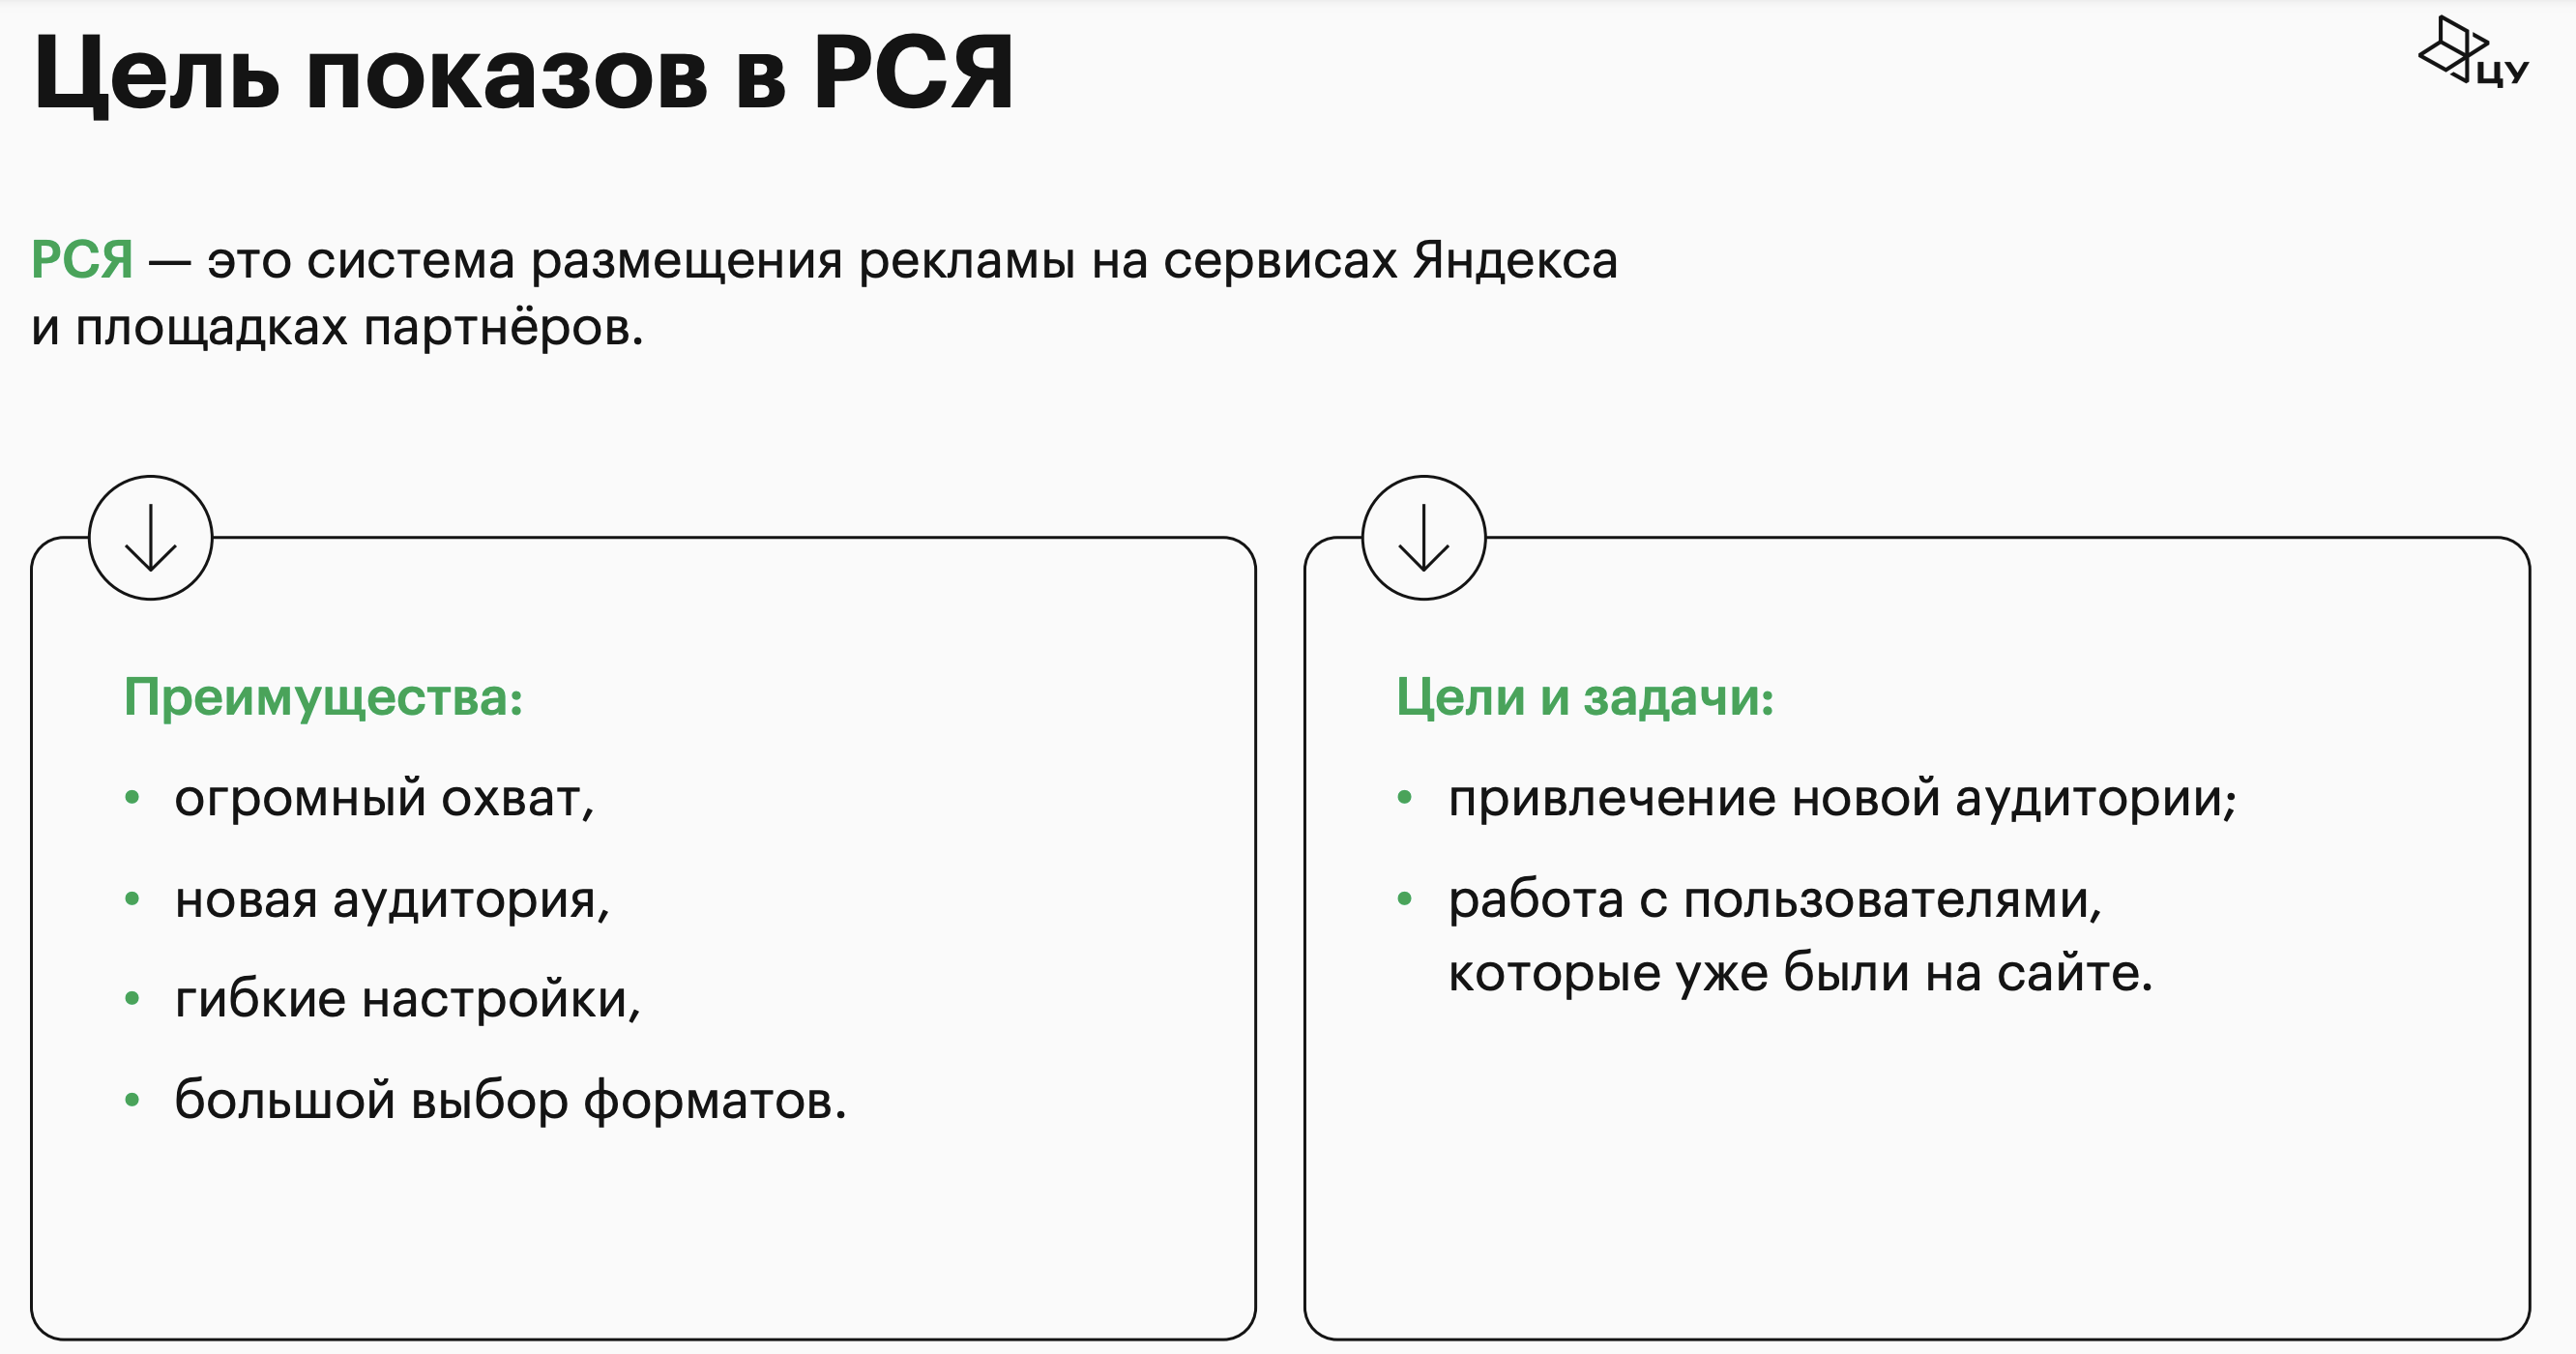 Цель показов в РСЯ
ЦУ
РСЯ — это система размещения рекламы на сервисах Яндекса
и площадках партнёров.
Преимущества:
• огромный охват,
• новая аудитория,
• гибкие настройки,
• большой выбор форматов.
Цели и задачи:
• привлечение новой аудитории;
• работа с пользователями,
которые уже были на сайте.